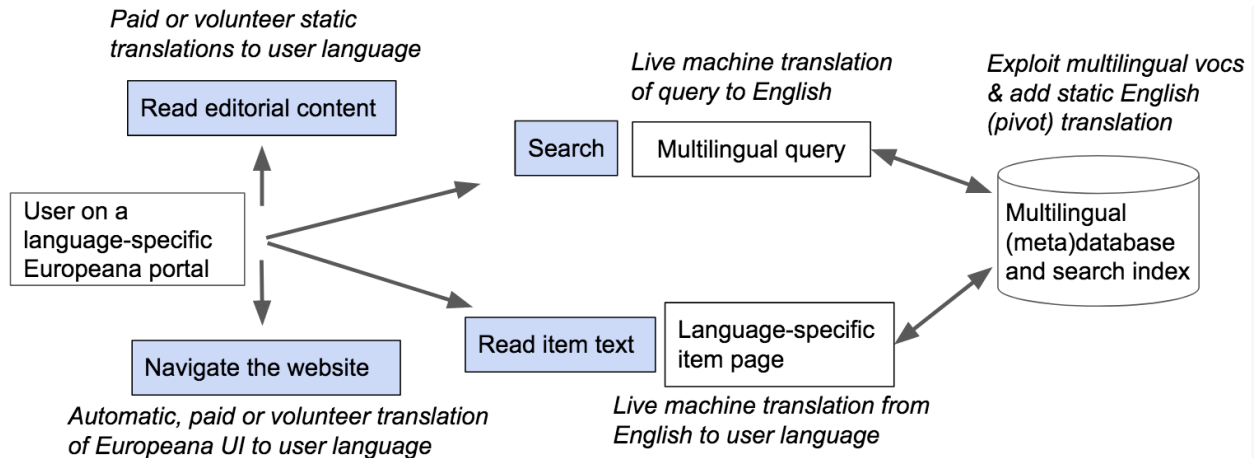 Paid or volunteer static
translations to user language
Read editorial content
User on a
language-specific
Europeana portal
Navigate the website
Automatic, paid or volunteer translation
of Europeana UI to user language
Live machine translation
of query to English
Search
Multilingual query
Read item text
Language-specific
item page
Live machine translation from
English to user language
Exploit multilingual vocs
& add static English
(pivot) translation
Multilingual
(meta)database
and search index